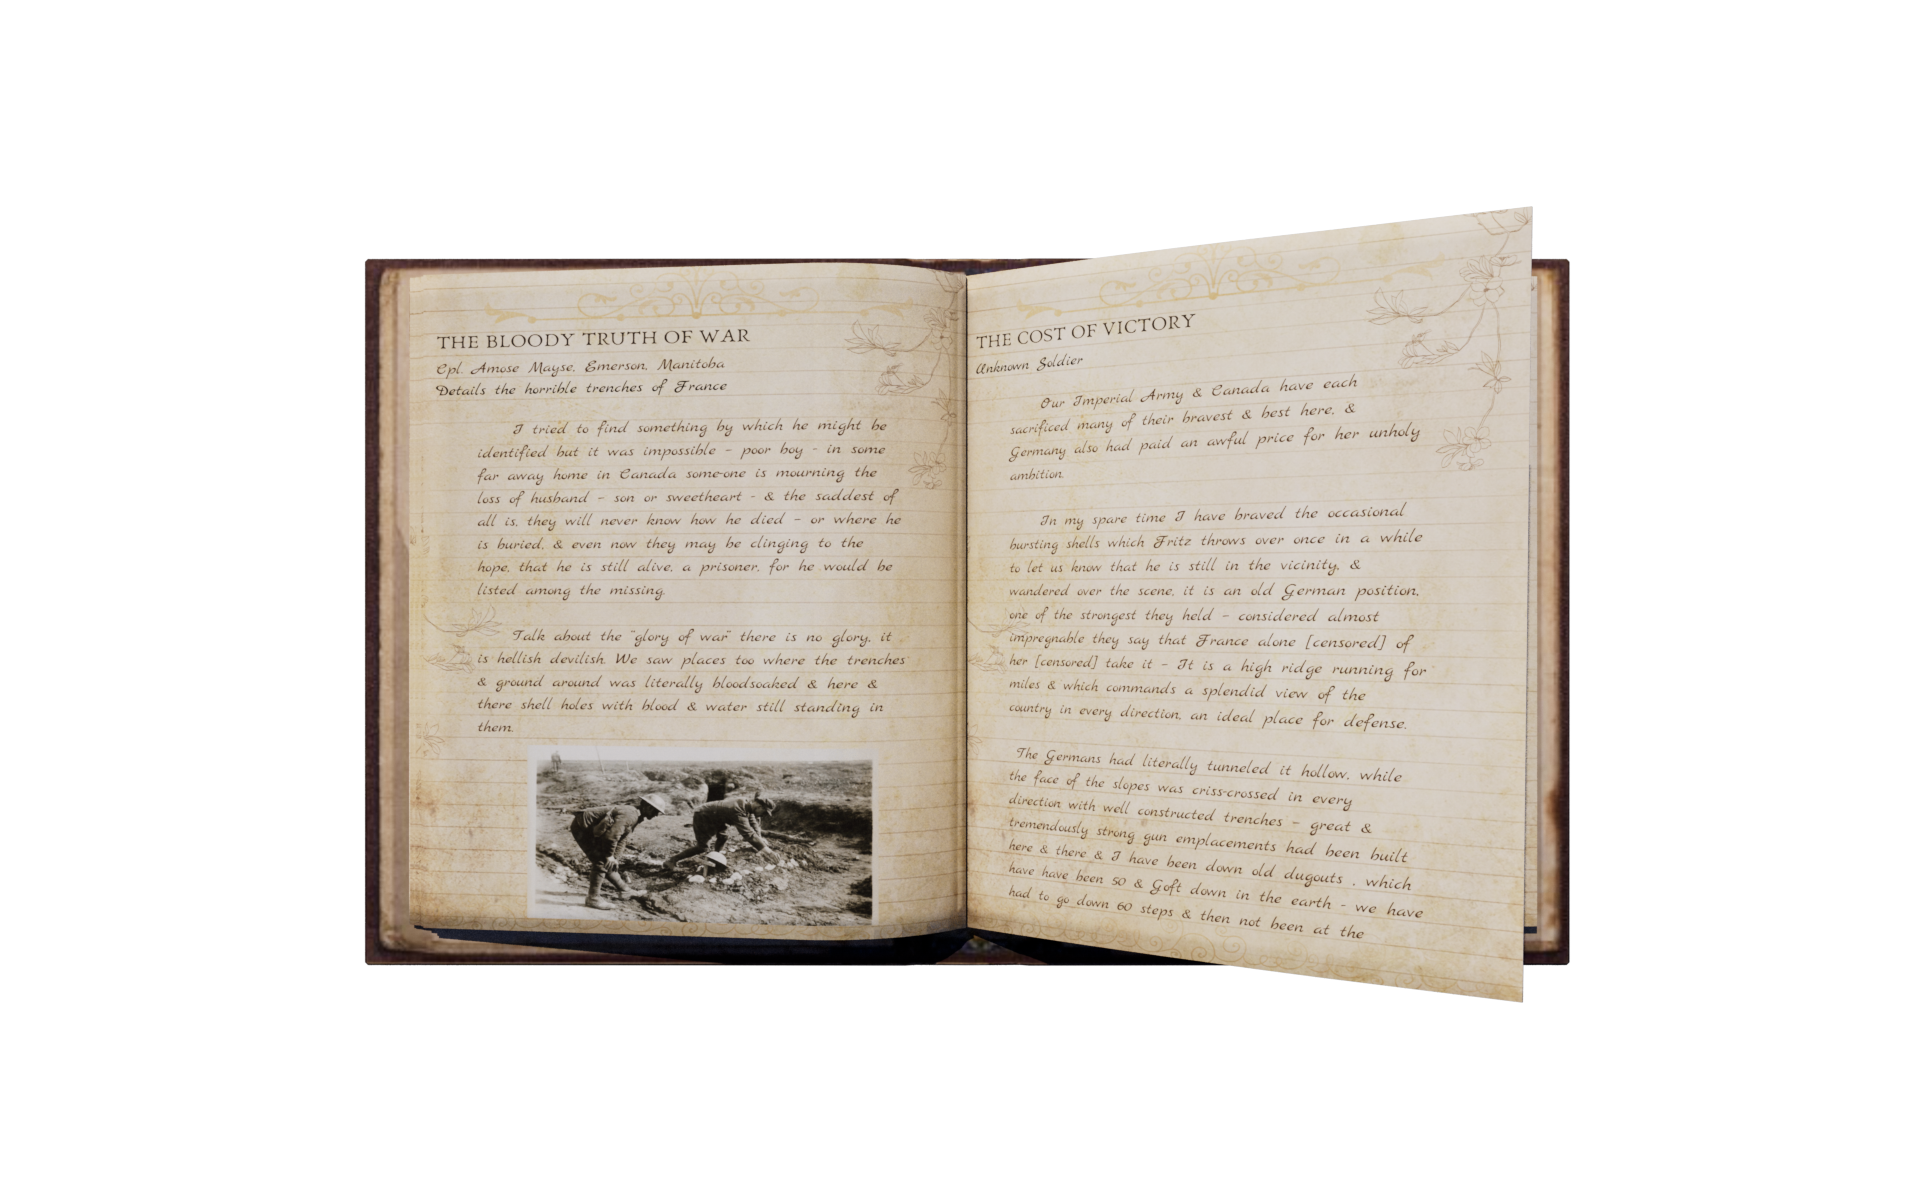 THE BLOODY TRUTH OF WAR
Cpl. Amose Mayse, Emerson, Manitoba
Details the horrible trenches of France
I tried to find something by which he might be
identified but it was impossible – poor boy – in some
far away home in Canada some-one is mourning the
loss of husband – son or sweetheart – & the saddest of
all is, they will never know how he died – or where he
is buried, & even now they may be clinging to the
hope, that he is still alive, a prisoner, for he would be
listed among the missing.
Talk about the "glory of war" there is no glory, it
is hellish devilish. We saw places too where the trenches
& ground around was literally bloodsoaked & here &
there shell holes with blood & water still standing in
them.
THE COST OF VICTORY
Unknown Soldier
Our Imperial Army & Canada have each
sacrificed many of their bravest & best here, &
Germany also had paid an awful price for her unholy
ambition.
In my spare time I have braved the occasional
bursting shells which Fritz throws over once in a while
to let us know that he is still in the vicinity, &
wandered over the scene, it is an old German position,
one of the strongest they held – considered almost
impregnable they say that France alone [censored] of
her [censored] take it – It is a high ridge running for
miles & which commands a splendid view of the
country in every direction, an ideal place for defense.
The Germans had literally tunneled it hollow, while
the face of the slopes was criss-crossed in every
direction with well constructed trenches – great &
tremendously strong gun emplacements had been built
here & there & I have been down old dugouts , which
have have been 50 & 60ft down in the earth – we have
had to go down 60 steps & then not been at the